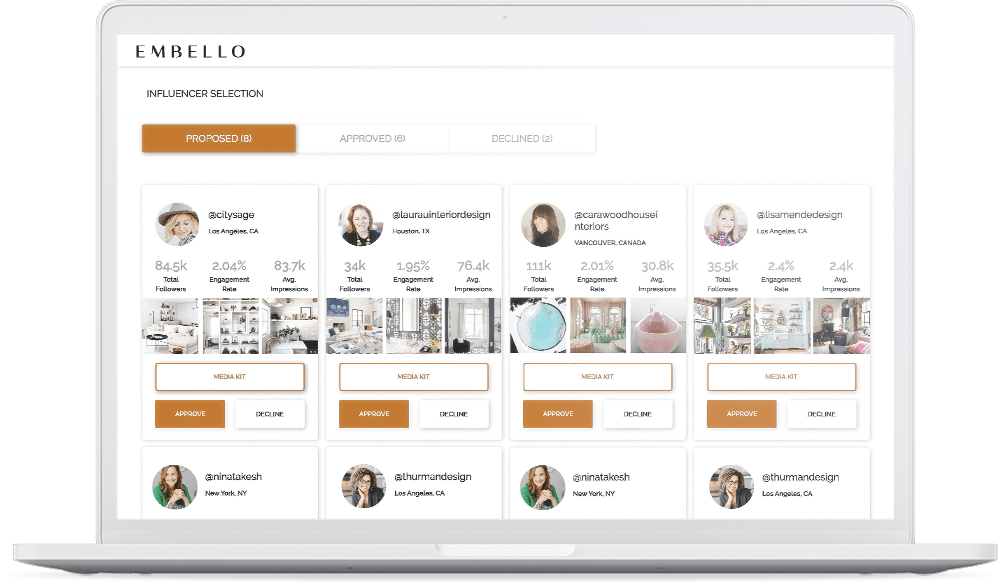 EMBELLO
INFLUENCER SELECTION
PROPOSED (8) APPROVED (6) DECLINED (2)
@citysage
Los Angeles, CA
84.5k 2.04% 83.7k
Total Engagement Avg.
Followers Rate Impressions
MEDIA KIT
APPROVE DECLINE
@laurauinteriordesign
Houston, TX
34k 1.95% 76.4k
Total Engagement Avg.
Followers Rate Impressions
MEDIA KIT
APPROVE DECLINE
@carawoodhousei
nteriors
VANCOUVER, CANADA
111k 2.01% 30.8k
Total Engagement Avg.
Followers Rate Impressions
MEDIA KIT
APPROVE DECLINE
@lisamendedesign
Los Angeles, CA
35.5k 2.4% 2.4k
Total Engagement Avg.
Followers Rate Impressions
MEDIA KIT
APPROVE DECLINE
@ninatakesh
New York, NY
@thurmandesign
Los Angeles, CA
@ninatakesh
New York, NY
@thurmandesign
Los Angeles, CA